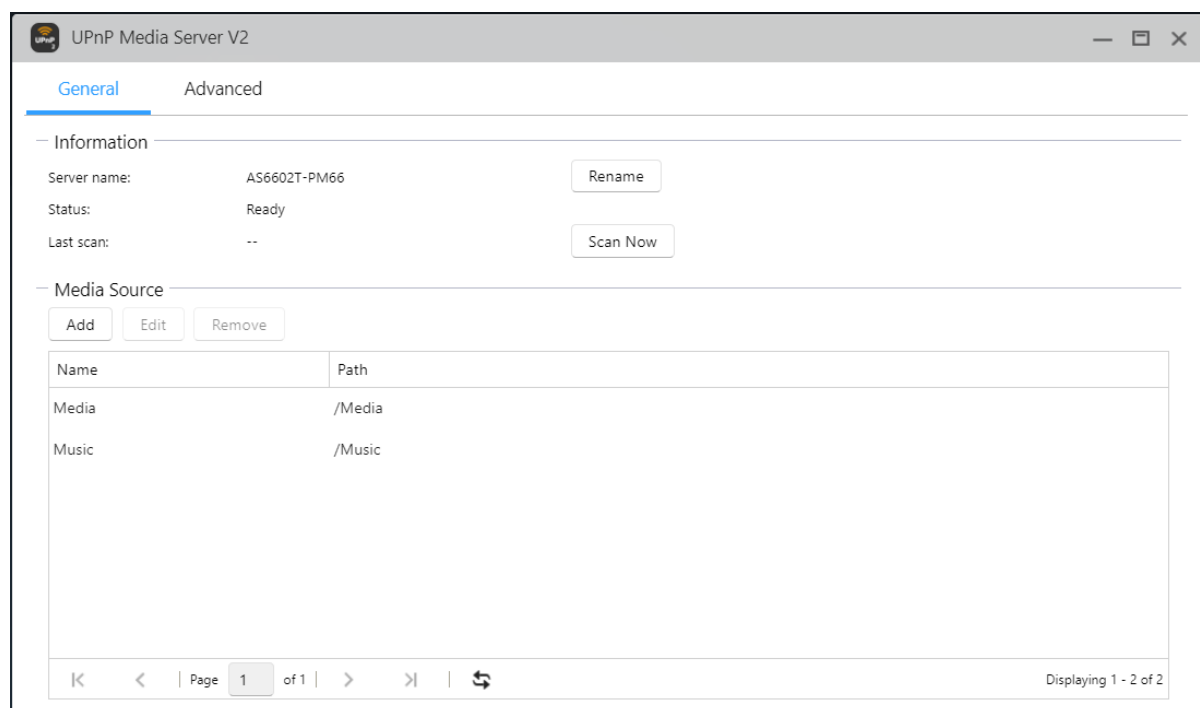 UPnP Media Server V2
General Advanced
Information
Server name: AS6602T-PM66 Rename
Status: Ready
Last scan: -- Scan Now
Media Source
Add Edit Remove
Name Path
Media /Media
Music /Music
Page 1 of 1 Displaying 1 - 2 of 2